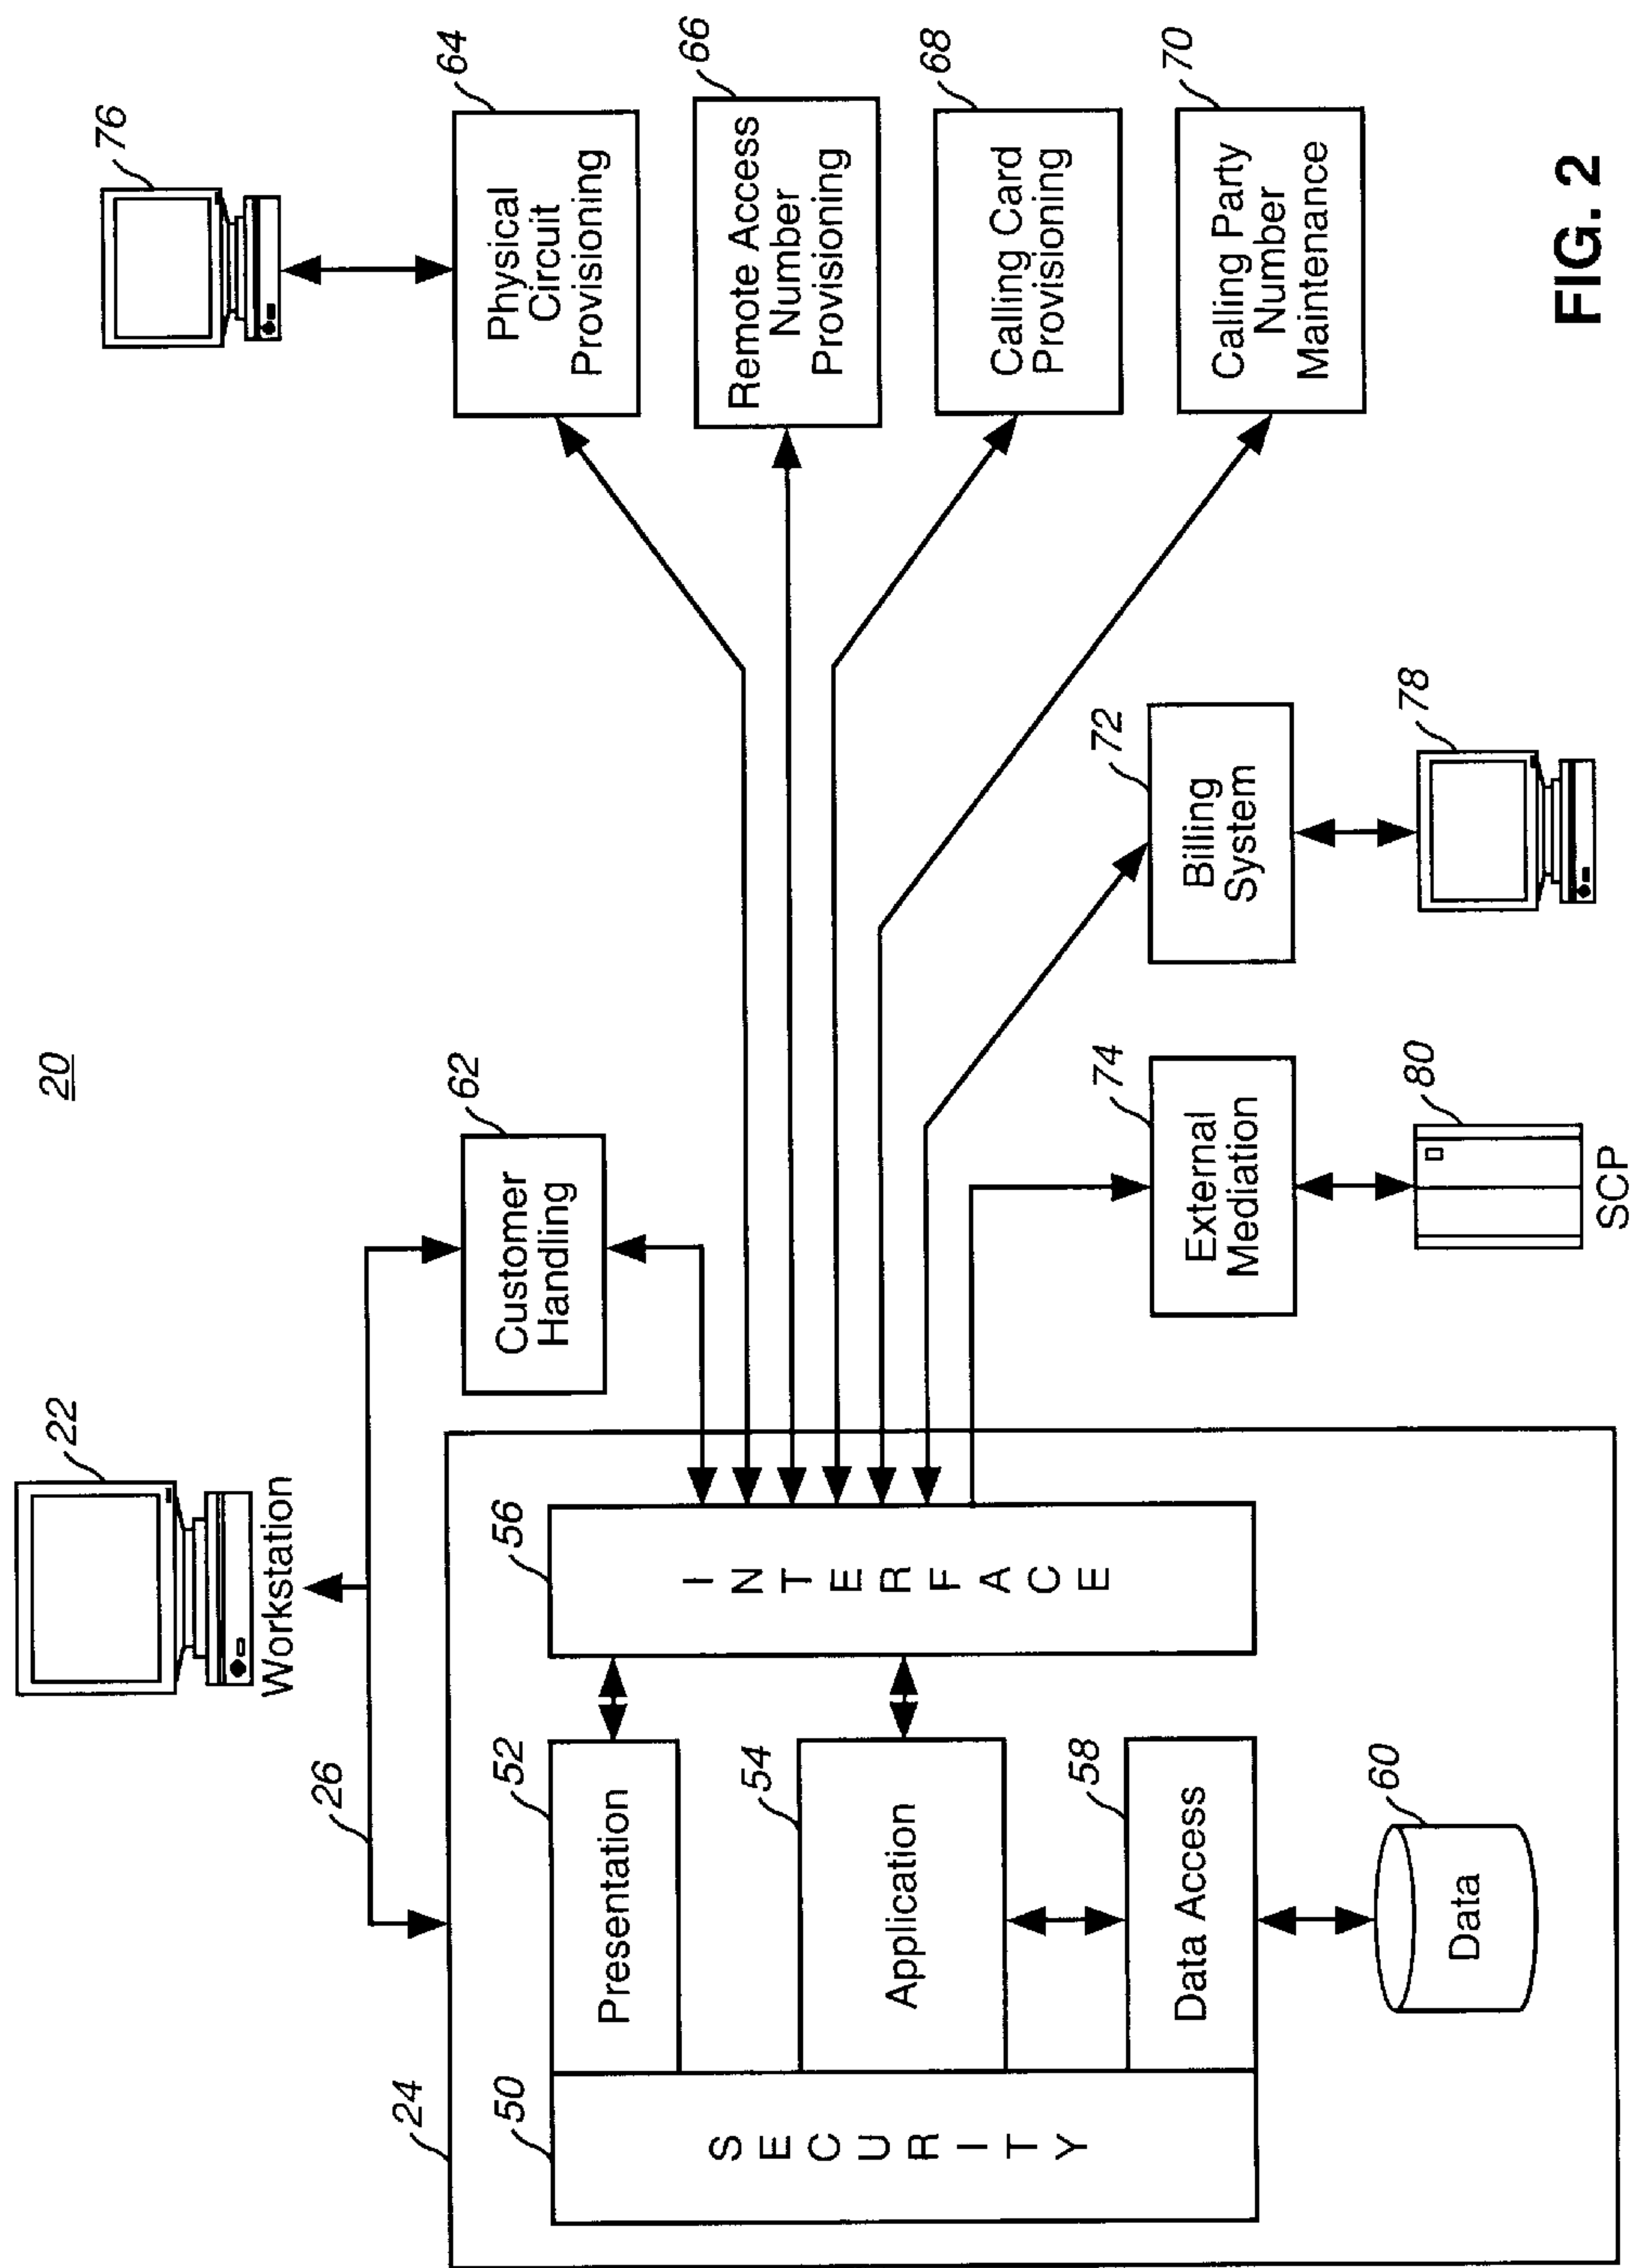 20
22
Workstation
26
24
62
Customer
Handling
76
64
Physical
Circuit
Provisioning
66
Remote Access
Number
Provisioning
68
Calling Card
Provisioning
70
Calling Party
Number
Maintenance
50
SECURITY
52
Presentation
54
Application
56
INTERFACE
58
Data Access
60
Data
74
External
Mediation
80
SCP
72
Billing
System
78
FIG. 2